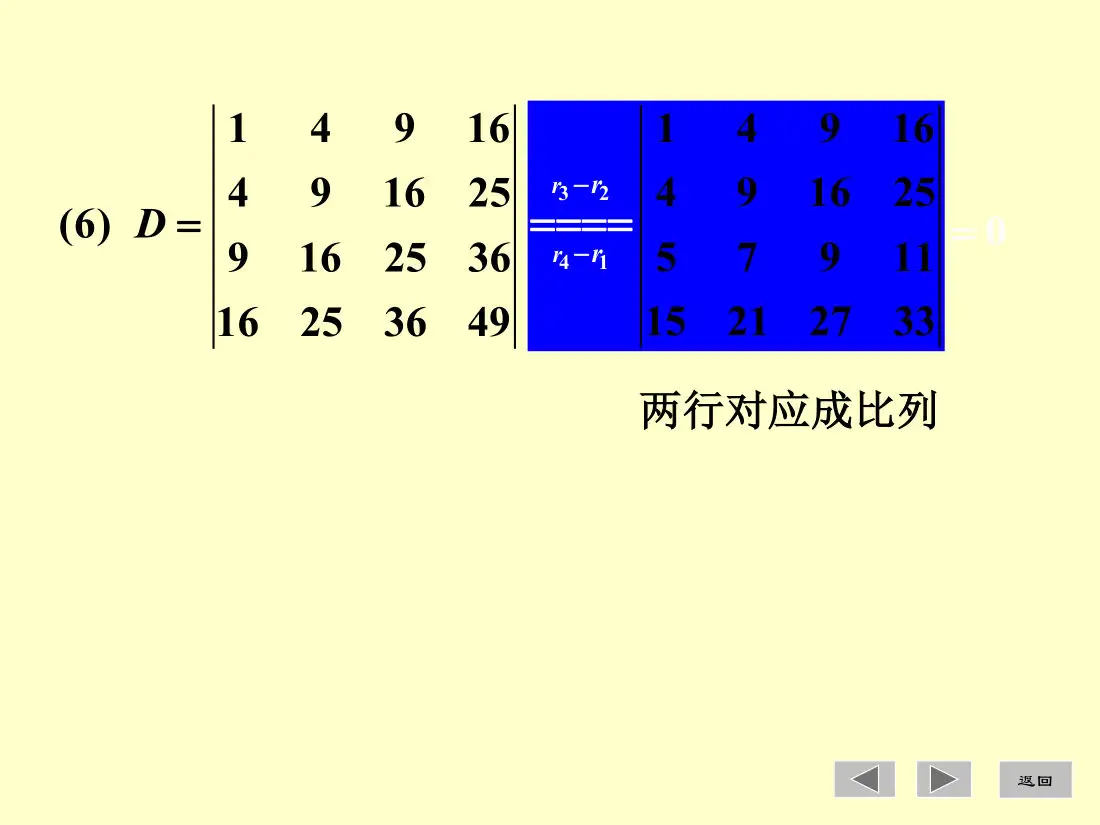 (6) D = | 1 4 9 16 | r₃−r₂ | 1 4 9 16 |
| 4 9 16 25 | ==== | 4 9 16 25 | = 0
| 9 16 25 36 | r₄−r₁ | 5 7 9 11 |
| 16 25 36 49 | | 15 21 27 33 |
两行对应成比列
返回